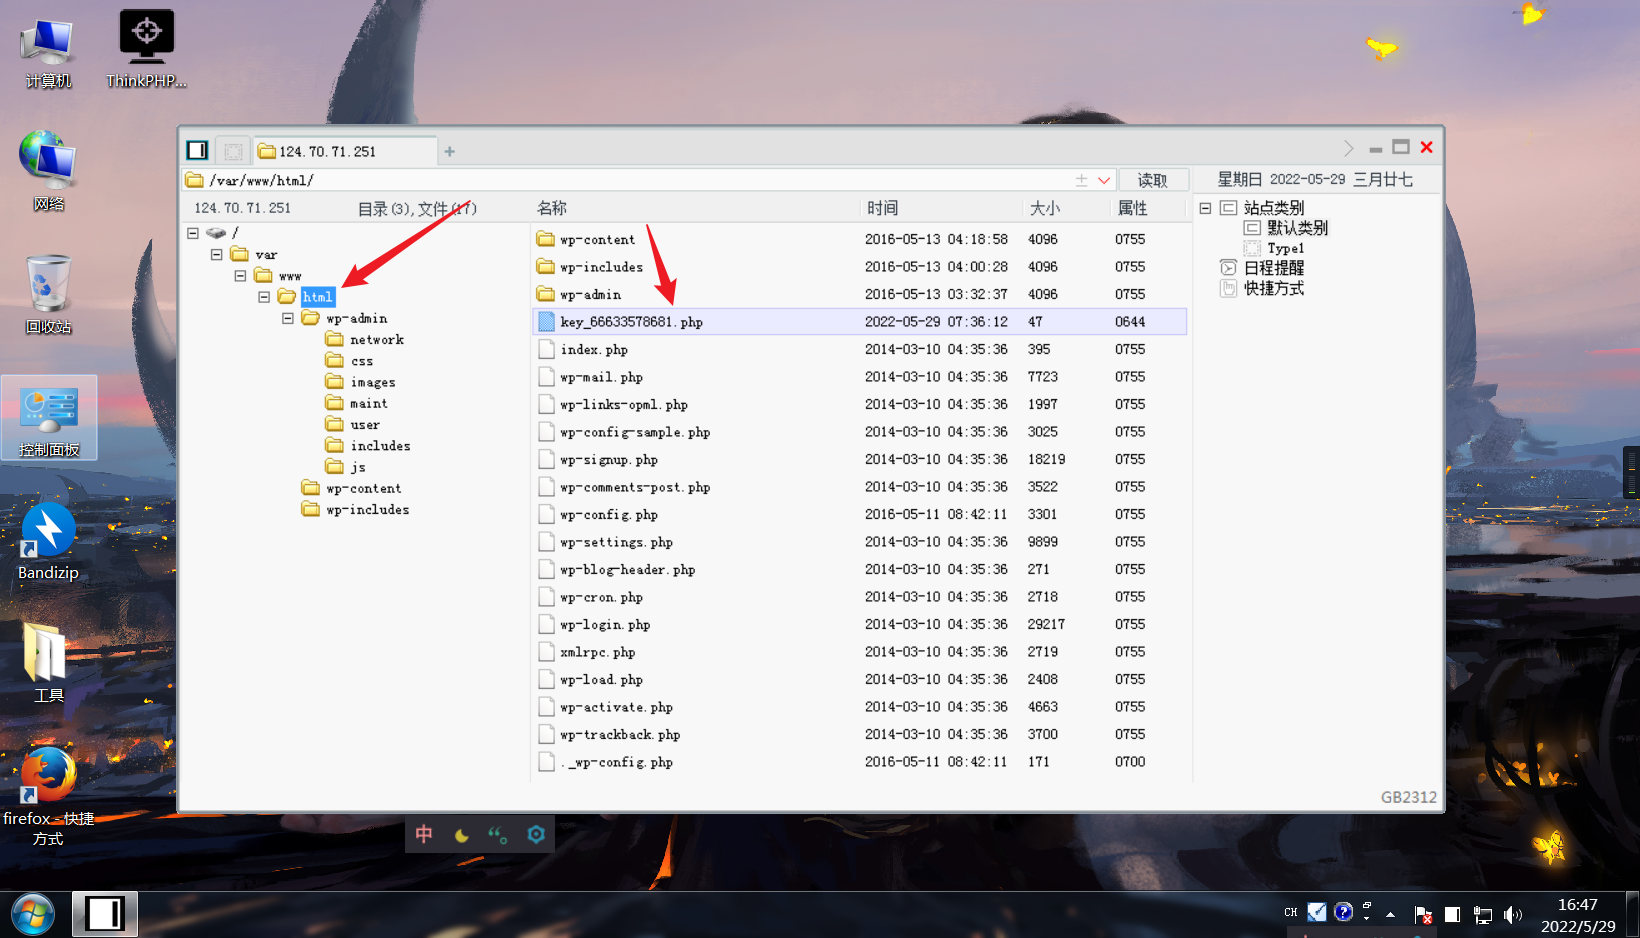 计算机
ThinkPHP...
网络
回收站
控制面板
Bandizip
工具
firefox - 快捷
方式
124.70.71.251
/var/www/html/
读取
星期日 2022-05-29 三月廿七
124.70.71.251 目录(3),文件(17)
名称 时间 大小 属性
/
var
www
html
wp-admin
network
css
images
maint
user
includes
js
wp-content
wp-includes
wp-content 2016-05-13 04:18:58 4096 0755
wp-includes 2016-05-13 04:00:28 4096 0755
wp-admin 2016-05-13 03:32:37 4096 0755
key_66633578681.php 2022-05-29 07:36:12 47 0644
index.php 2014-03-10 04:35:36 395 0755
wp-mail.php 2014-03-10 04:35:36 7723 0755
wp-links-opml.php 2014-03-10 04:35:36 1997 0755
wp-config-sample.php 2014-03-10 04:35:36 3025 0755
wp-signup.php 2014-03-10 04:35:36 18219 0755
wp-comments-post.php 2014-03-10 04:35:36 3522 0755
wp-config.php 2016-05-11 08:42:11 3301 0755
wp-settings.php 2014-03-10 04:35:36 9899 0755
wp-blog-header.php 2014-03-10 04:35:36 271 0755
wp-cron.php 2014-03-10 04:35:36 2718 0755
wp-login.php 2014-03-10 04:35:36 29217 0755
xmlrpc.php 2014-03-10 04:35:36 2719 0755
wp-load.php 2014-03-10 04:35:36 2408 0755
wp-activate.php 2014-03-10 04:35:36 4663 0755
wp-trackback.php 2014-03-10 04:35:36 3700 0755
._wp-config.php 2016-05-11 08:42:11 171 0700
站点类别
默认类别
Type1
日程提醒
快捷方式
GB2312
中
CH
16:47
2022/5/29